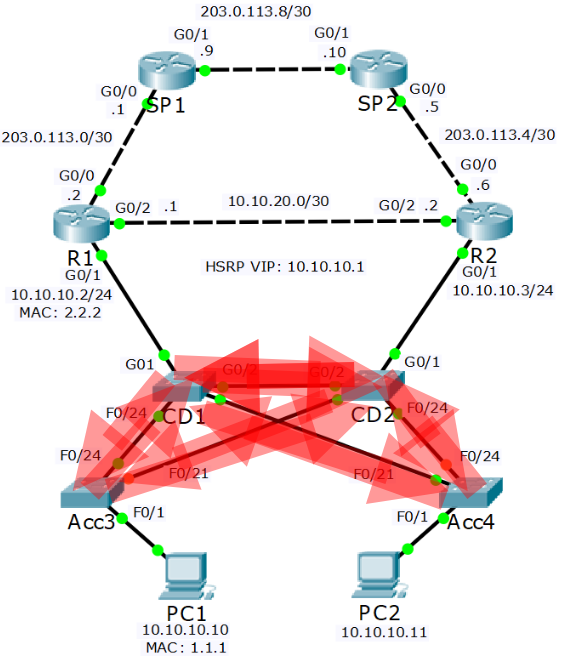 203.0.113.8/30
G0/1
.9
G0/1
.10
G0/0
.1
SP1
SP2
G0/0
.5
203.0.113.0/30
203.0.113.4/30
G0/0
.2
G0/0
.6
G0/2 .1
10.10.20.0/30
G0/2 .2
R1
R2
G0/1
HSRP VIP: 10.10.10.1
G0/1
10.10.10.2/24
MAC: 2.2.2
10.10.10.3/24
G01
G0/2
G0/2
G0/1
F0/24
CD1
CD2
F0/24
F0/24
F0/21
F0/21
F0/24
Acc3
F0/1
F0/1
Acc4
PC1
10.10.10.10
MAC: 1.1.1
PC2
10.10.10.11